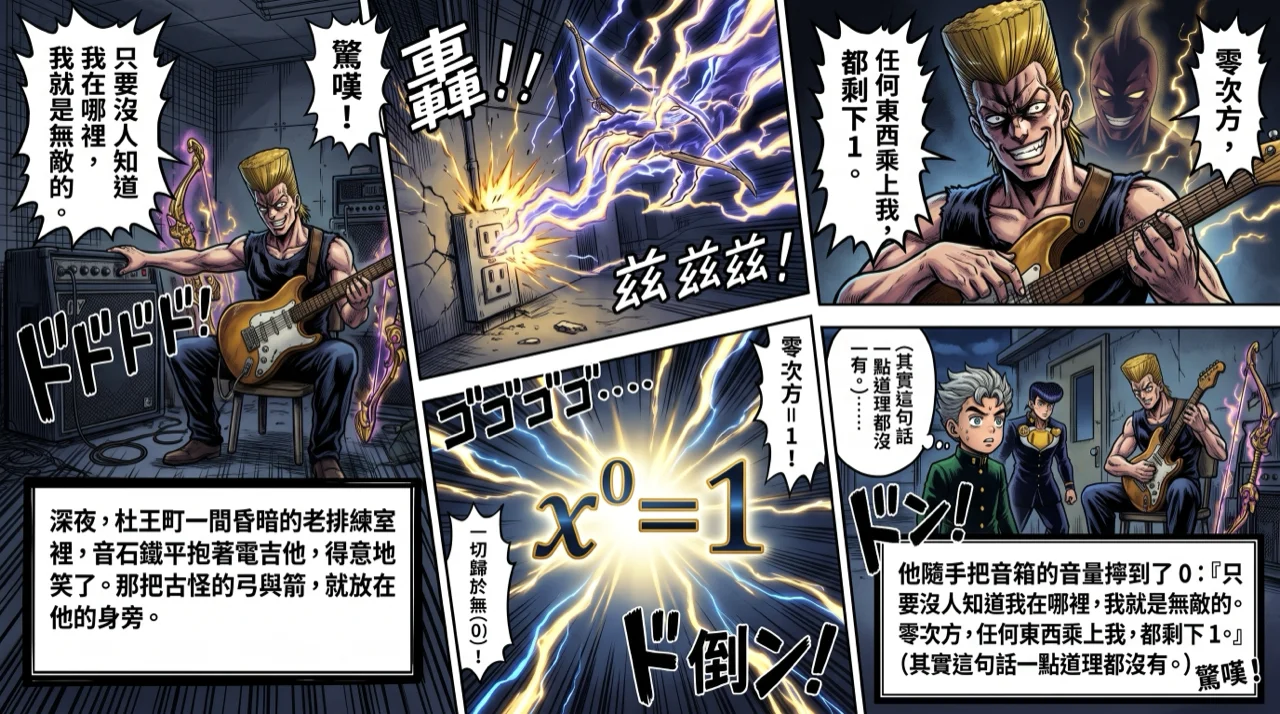 驚嘆！
只要沒人知道
我在哪裡，
我就是無敵的。
ドドドド！
深夜，杜王町一間昏暗的老排練室
裡，音石鐵平抱著電吉他，得意地
笑了。那把古怪的弓與箭，就放在
他的身旁。
轟！！
兹兹兹！
零次方，
任何東西乘上我，
都剩下1。
ゴゴゴゴ‥‥
零次方＝1！
x⁰=1
一切歸於無(0)！
ド倒ン！
（其實這句話
一點道理都沒
有。）……
ドン！
他隨手把音箱的音量擰到了 0：『只
要沒人知道我在哪裡，我就是無敵的。
零次方，任何東西乘上我，都剩下 1。』
（其實這句話一點道理都沒有。）
驚嘆！